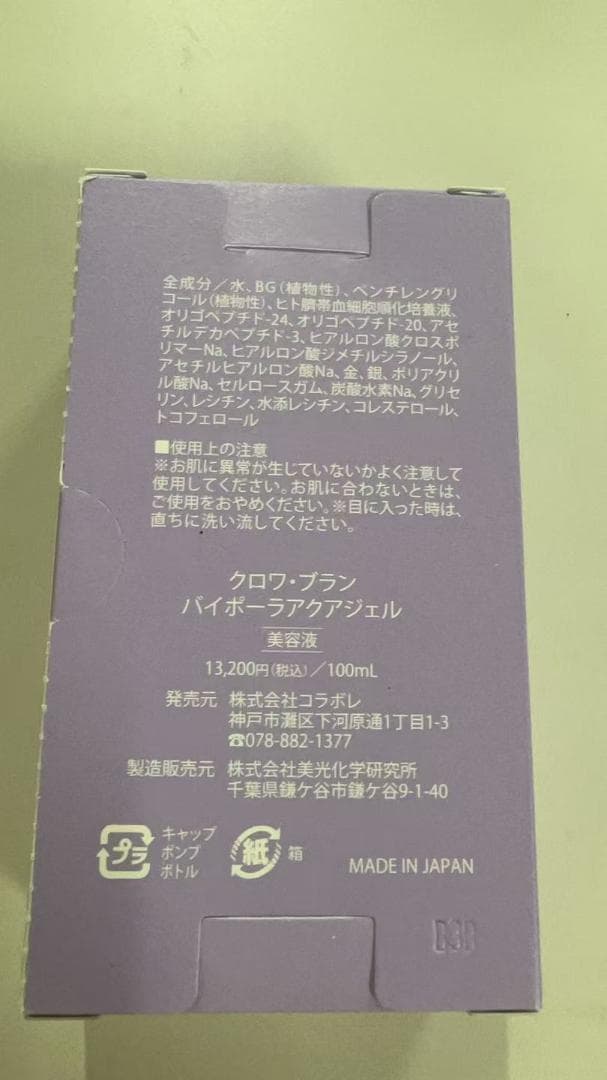 全成分／水、BG(植物性)、ペンチレングリ
コール(植物性)、ヒト臍帯血細胞順化培養液、
オリゴペプチド-24、オリゴペプチド-20、アセ
チルデカペプチド-3、ヒアルロン酸クロスポ
リマーNa、ヒアルロン酸ジメチルシラノール、
アセチルヒアルロン酸Na、金、銀、ポリアクリ
ル酸Na、セルロースガム、炭酸水素Na、グリセ
リン、レシチン、水添レシチン、コレステロール、
トコフェロール
■使用上の注意
※お肌に異常が生じていないかよく注意して
使用してください。お肌に合わないときは、
ご使用をおやめください。※目に入った時は、
直ちに洗い流してください。
クロワ・ブラン
バイポーラアクアジェル
美容液
13,200円(税込)／100mL
発売元 株式会社コラボレ
神戸市灘区下河原通1丁目1-3
☎078-882-1377
製造販売元 株式会社美光化学研究所
千葉県鎌ケ谷市鎌ケ谷9-1-40
プラ キャップ
ポンプ
ボトル
紙 箱
MADE IN JAPAN